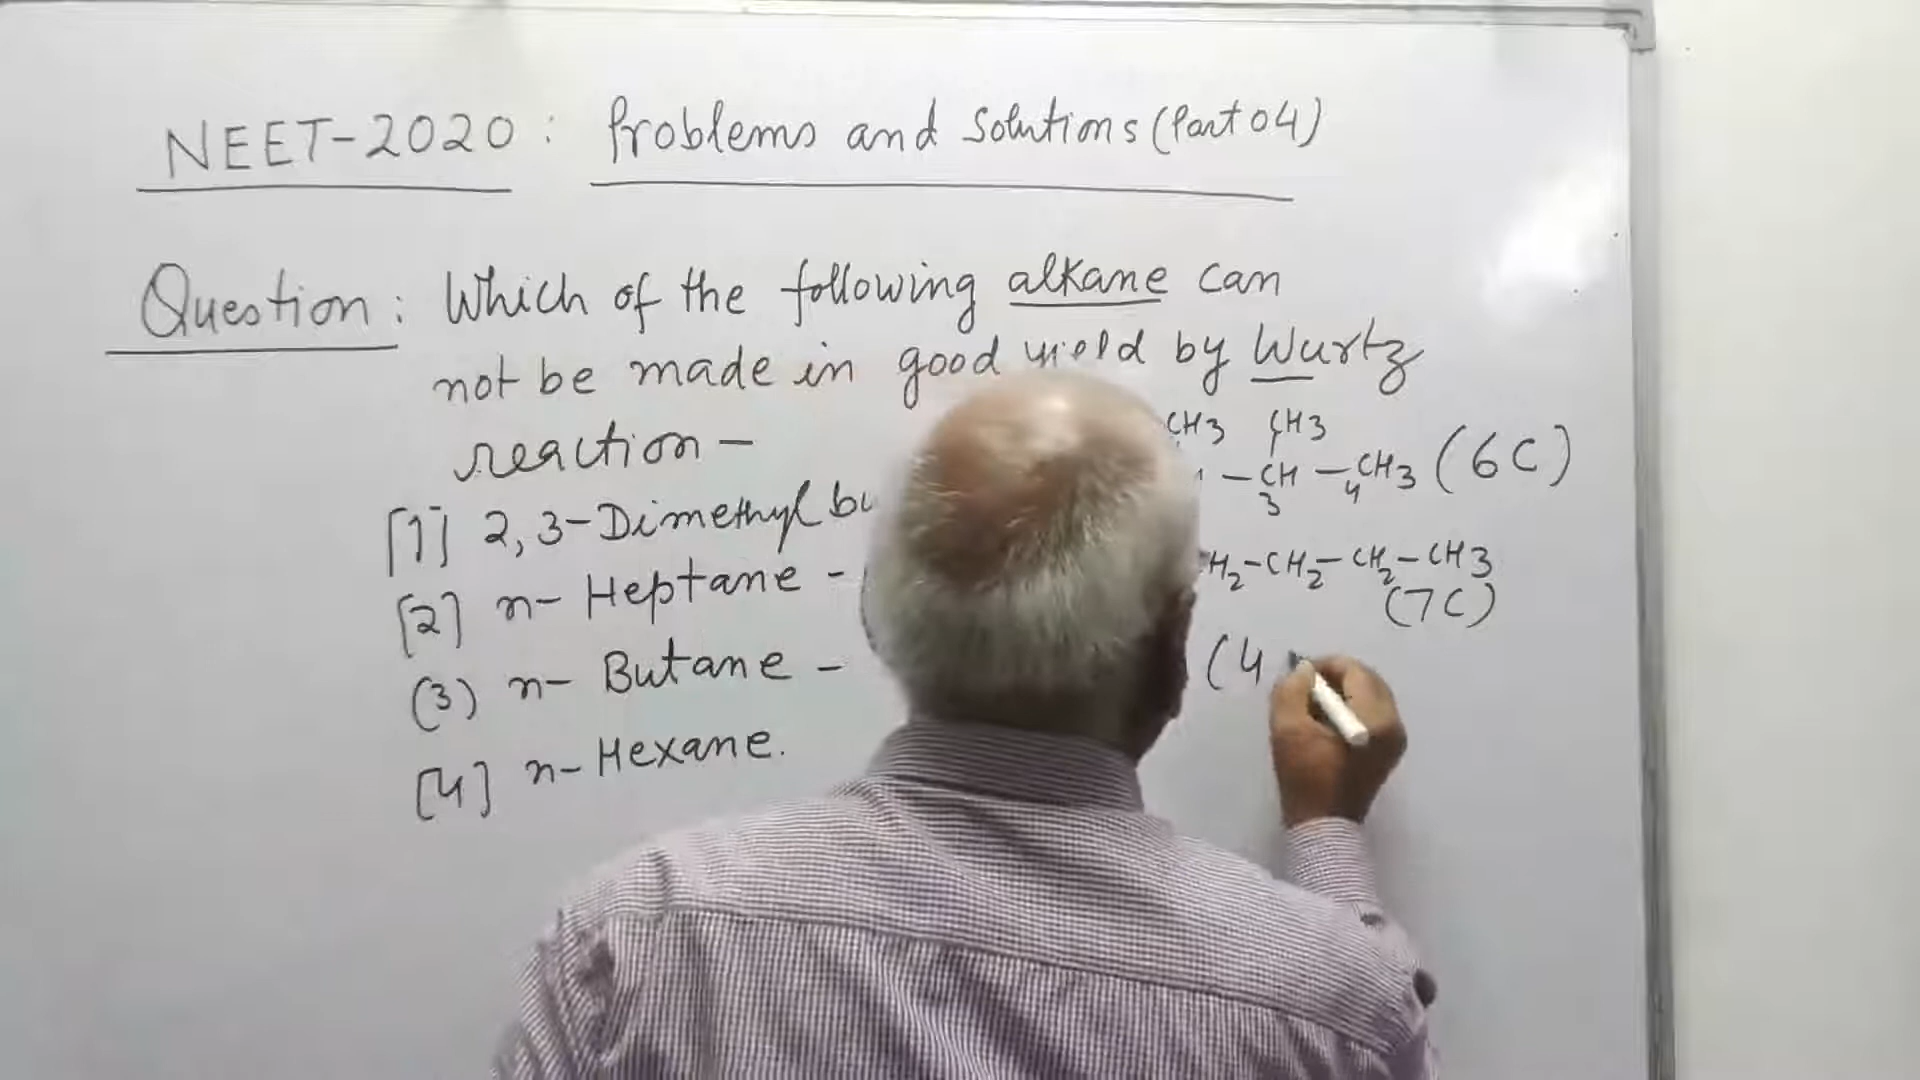 NEET-2020 : Problems and Solutions (Part 04)
Question : Which of the following alkane can
not be made in good yield by Wurtz
reaction -
CH3 CH3
[1] 2,3-Dimethyl bu - CH - CH3 (6C)
3 4
[2] n- Heptane - H2-CH2-CH2-CH3
(7C)
(3) n- Butane - (4
[4] n-Hexane.